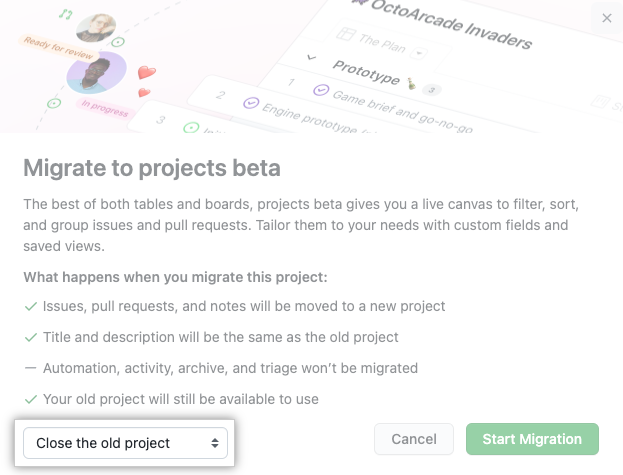 OctoArcade Invaders
Ready for review
The Plan
Prototype 3
In progress
1 Game brief and go-no-go
2 Engine prototype
3
Migrate to projects beta
The best of both tables and boards, projects beta gives you a live canvas to filter, sort,
and group issues and pull requests. Tailor them to your needs with custom fields and
saved views.
What happens when you migrate this project:
Issues, pull requests, and notes will be moved to a new project
Title and description will be the same as the old project
Automation, activity, archive, and triage won’t be migrated
Your old project will still be available to use
Close the old project
Cancel
Start Migration